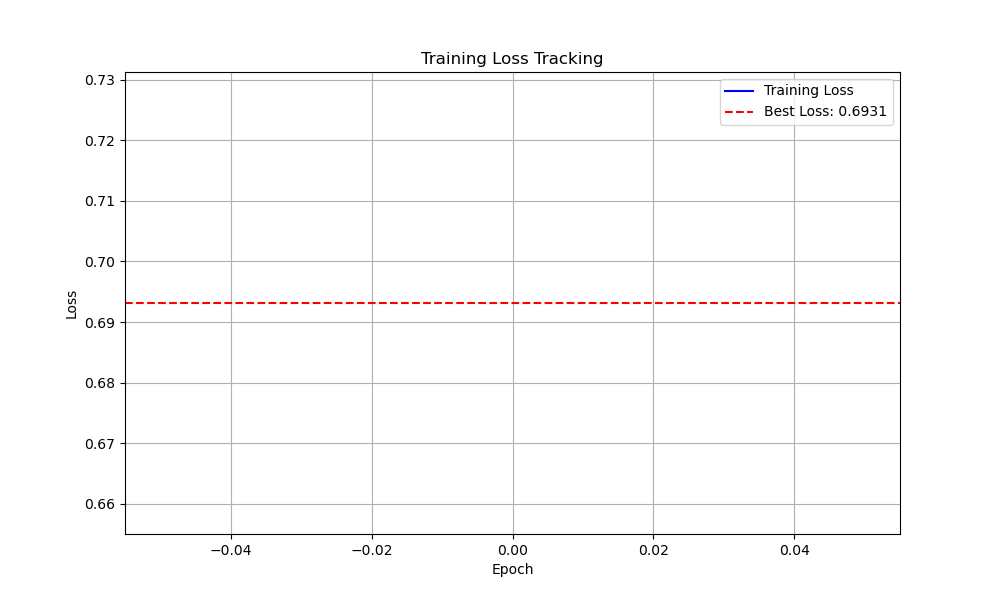 Training Loss Tracking
Training Loss
Best Loss: 0.6931
0.73
0.72
0.71
0.70
0.69
0.68
0.67
0.66
Loss
−0.04 −0.02 0.00 0.02 0.04
Epoch